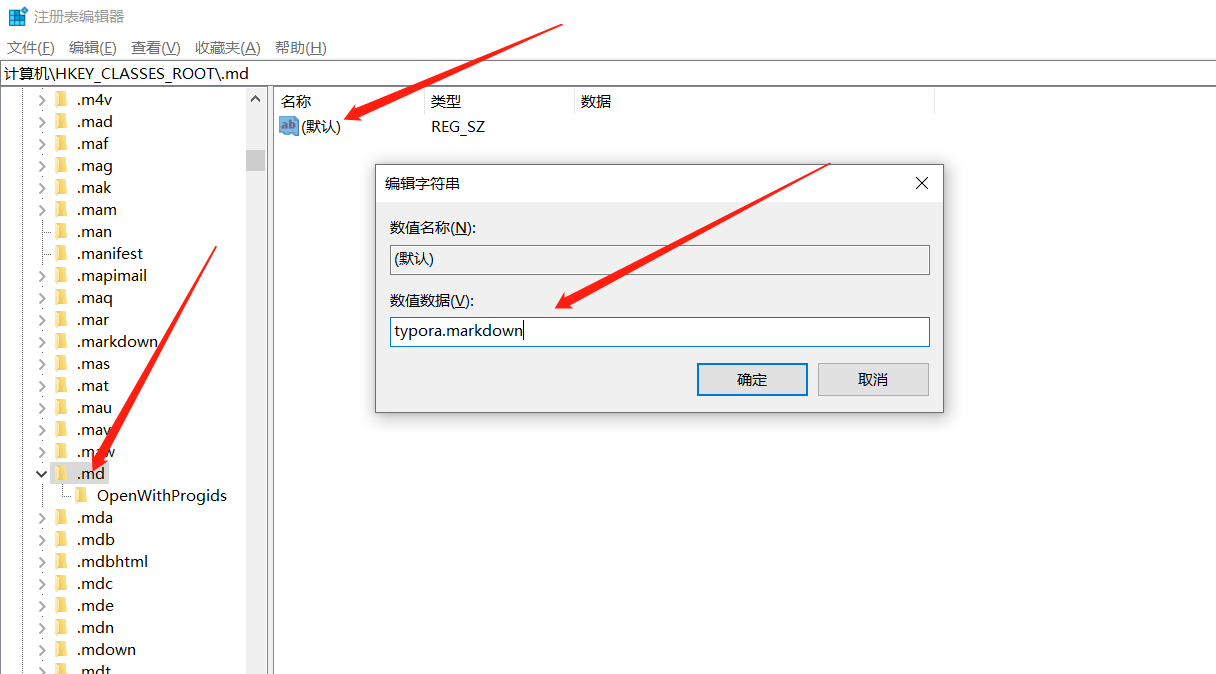 注册表编辑器
文件(F) 编辑(E) 查看(V) 收藏夹(A) 帮助(H)
计算机\HKEY_CLASSES_ROOT\.md
.m4v
.mad
.maf
.mag
.mak
.mam
.man
.manifest
.mapimail
.maq
.mar
.markdown
.mas
.mat
.mau
.mav
.maw
.md
OpenWithProgids
.mda
.mdb
.mdbhtml
.mdc
.mde
.mdn
.mdown
.mdt
名称 类型 数据
ab (默认) REG_SZ
编辑字符串
数值名称(N):
(默认)
数值数据(V):
typora.markdown
确定 取消